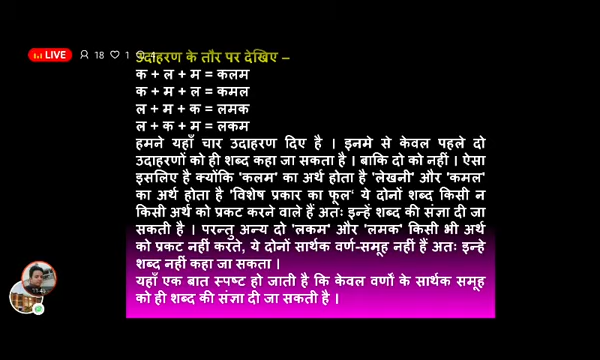 LIVE 18 1
उदाहरण के तौर पर देखिए –
क + ल + म = कलम
क + म + ल = कमल
ल + म + क = लमक
ल + क + म = लकम
हमने यहाँ चार उदाहरण दिए है । इनमे से केवल पहले दो
उदाहरणों को ही शब्द कहा जा सकता है । बाकि दो को नहीं । ऐसा
इसलिए है क्योंकि 'कलम' का अर्थ होता है 'लेखनी' और 'कमल'
का अर्थ होता है 'विशेष प्रकार का फूल' ये दोनों शब्द किसी न
किसी अर्थ को प्रकट करने वाले हैं अतः इन्हें शब्द की संज्ञा दी जा
सकती है । परन्तु अन्य दो 'लकम' और 'लमक' किसी भी अर्थ
को प्रकट नहीं करते, ये दोनों सार्थक वर्ण-समूह नहीं हैं अतः इन्हे
शब्द नहीं कहा जा सकता ।
यहाँ एक बात स्पष्ट हो जाती है कि केवल वर्णों के सार्थक समूह
को ही शब्द की संज्ञा दी जा सकती है ।